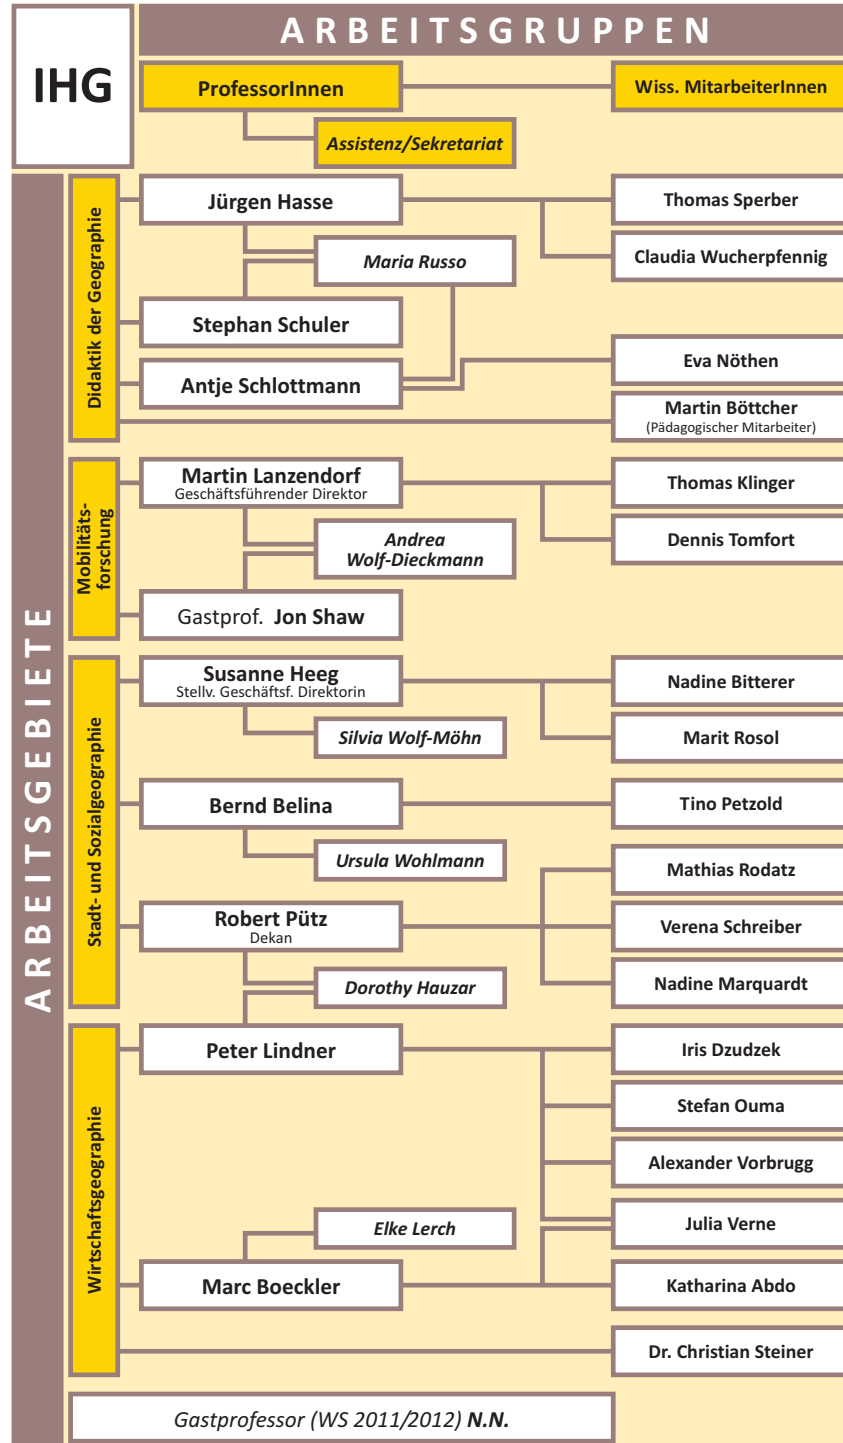 IHG
ARBEITSGRUPPEN
ProfessorInnen
Wiss. MitarbeiterInnen
Assistenz/Sekretariat
ARBEITSGEBIETE
Didaktik der Geographie
Jürgen Hasse
Thomas Sperber
Claudia Wucherpfennig
Maria Russo
Stephan Schuler
Antje Schlottmann
Eva Nöthen
Martin Böttcher
(Pädagogischer Mitarbeiter)
Mobilitäts-
forschung
Martin Lanzendorf
Geschäftsführender Direktor
Thomas Klinger
Dennis Tomfort
Andrea
Wolf-Dieckmann
Gastprof. Jon Shaw
Stadt- und Sozialgeographie
Susanne Heeg
Stellv. Geschäftsf. Direktorin
Nadine Bitterer
Marit Rosol
Silvia Wolf-Möhn
Bernd Belina
Tino Petzold
Ursula Wohlmann
Mathias Rodatz
Robert Pütz
Dekan
Verena Schreiber
Nadine Marquardt
Dorothy Hauzar
Wirtschaftsgeographie
Peter Lindner
Iris Dzudzek
Stefan Ouma
Alexander Vorbrugg
Julia Verne
Elke Lerch
Marc Boeckler
Katharina Abdo
Dr. Christian Steiner
Gastprofessor (WS 2011/2012) N.N.